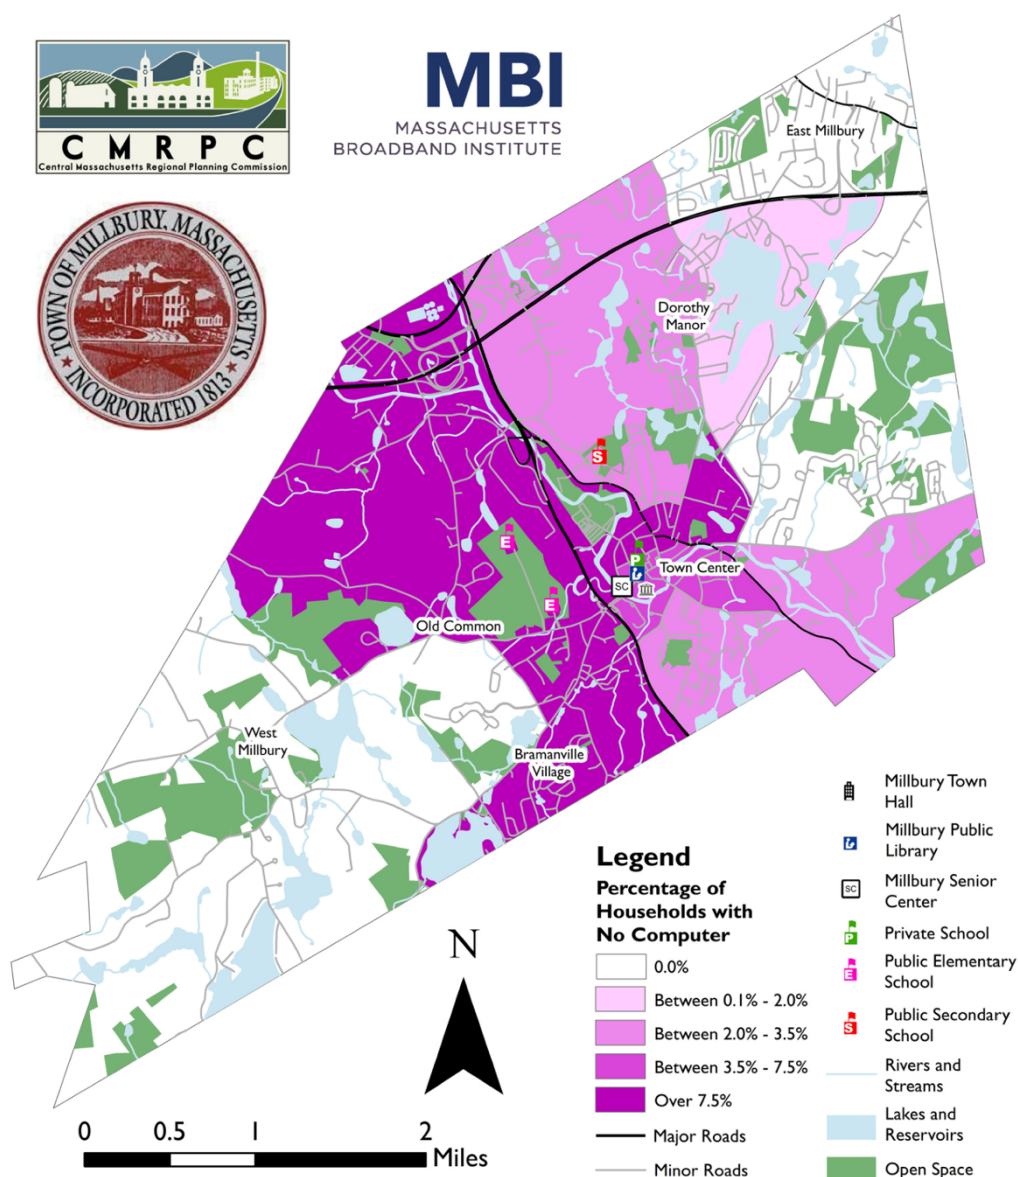 CMRPC
Central Massachusetts Regional Planning Commission
MBI
MASSACHUSETTS
BROADBAND INSTITUTE
TOWN OF MILLBURY, MASSACHUSETTS
★ INCORPORATED 1813 ★
East Millbury
Dorothy
Manor
S
E
P
SC
Town Center
E
Old Common
West
Millbury
Bramanville
Village
Legend
Percentage of
Households with
No Computer
0.0%
Between 0.1% - 2.0%
Between 2.0% - 3.5%
Between 3.5% - 7.5%
Over 7.5%
Major Roads
Minor Roads
Millbury Town
Hall
Millbury Public
Library
SC
Millbury Senior
Center
P
Private School
E
Public Elementary
School
S
Public Secondary
School
Rivers and
Streams
Lakes and
Reservoirs
Open Space
N
0 0.5 1 2
Miles